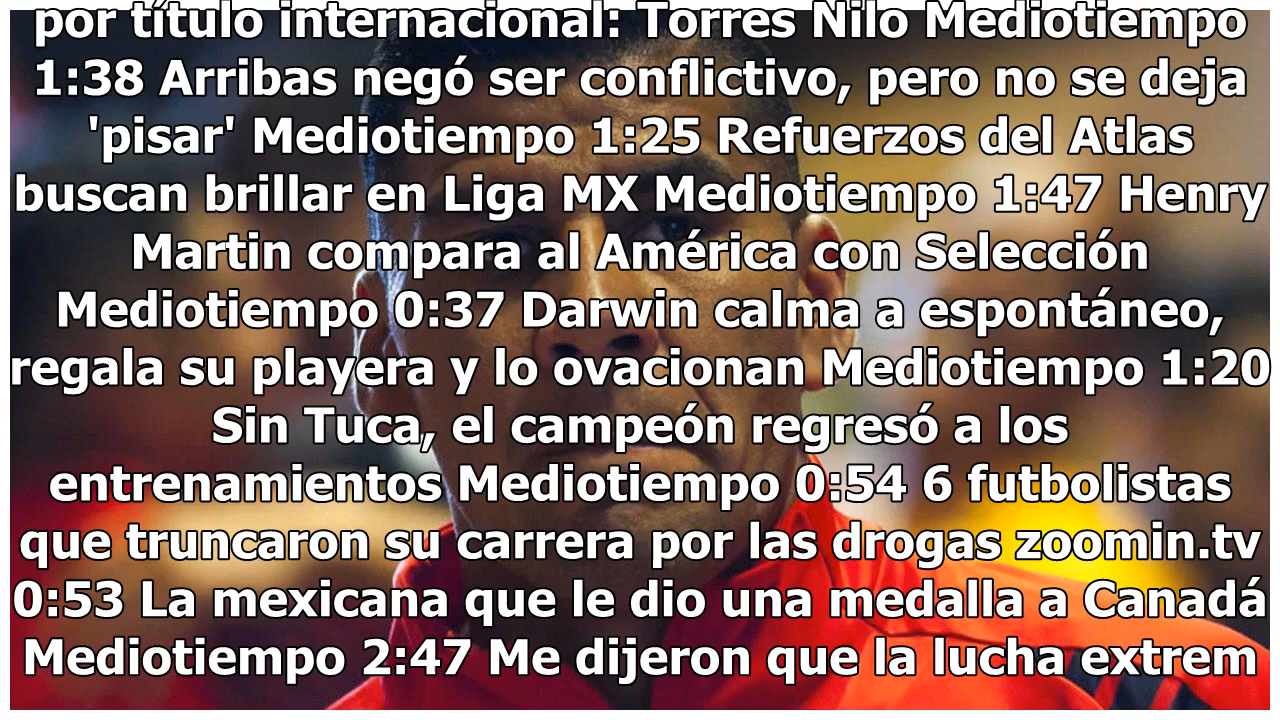 por título internacional: Torres Nilo Mediotiempo
1:38 Arribas negó ser conflictivo, pero no se deja
'pisar' Mediotiempo 1:25 Refuerzos del Atlas
buscan brillar en Liga MX Mediotiempo 1:47 Henry
Martin compara al América con Selección
Mediotiempo 0:37 Darwin calma a espontáneo,
regala su playera y lo ovacionan Mediotiempo 1:20
Sin Tuca, el campeón regresó a los
entrenamientos Mediotiempo 0:54 6 futbolistas
que truncaron su carrera por las drogas zoomin.tv
0:53 La mexicana que le dio una medalla a Canadá
Mediotiempo 2:47 Me dijeron que la lucha extrem